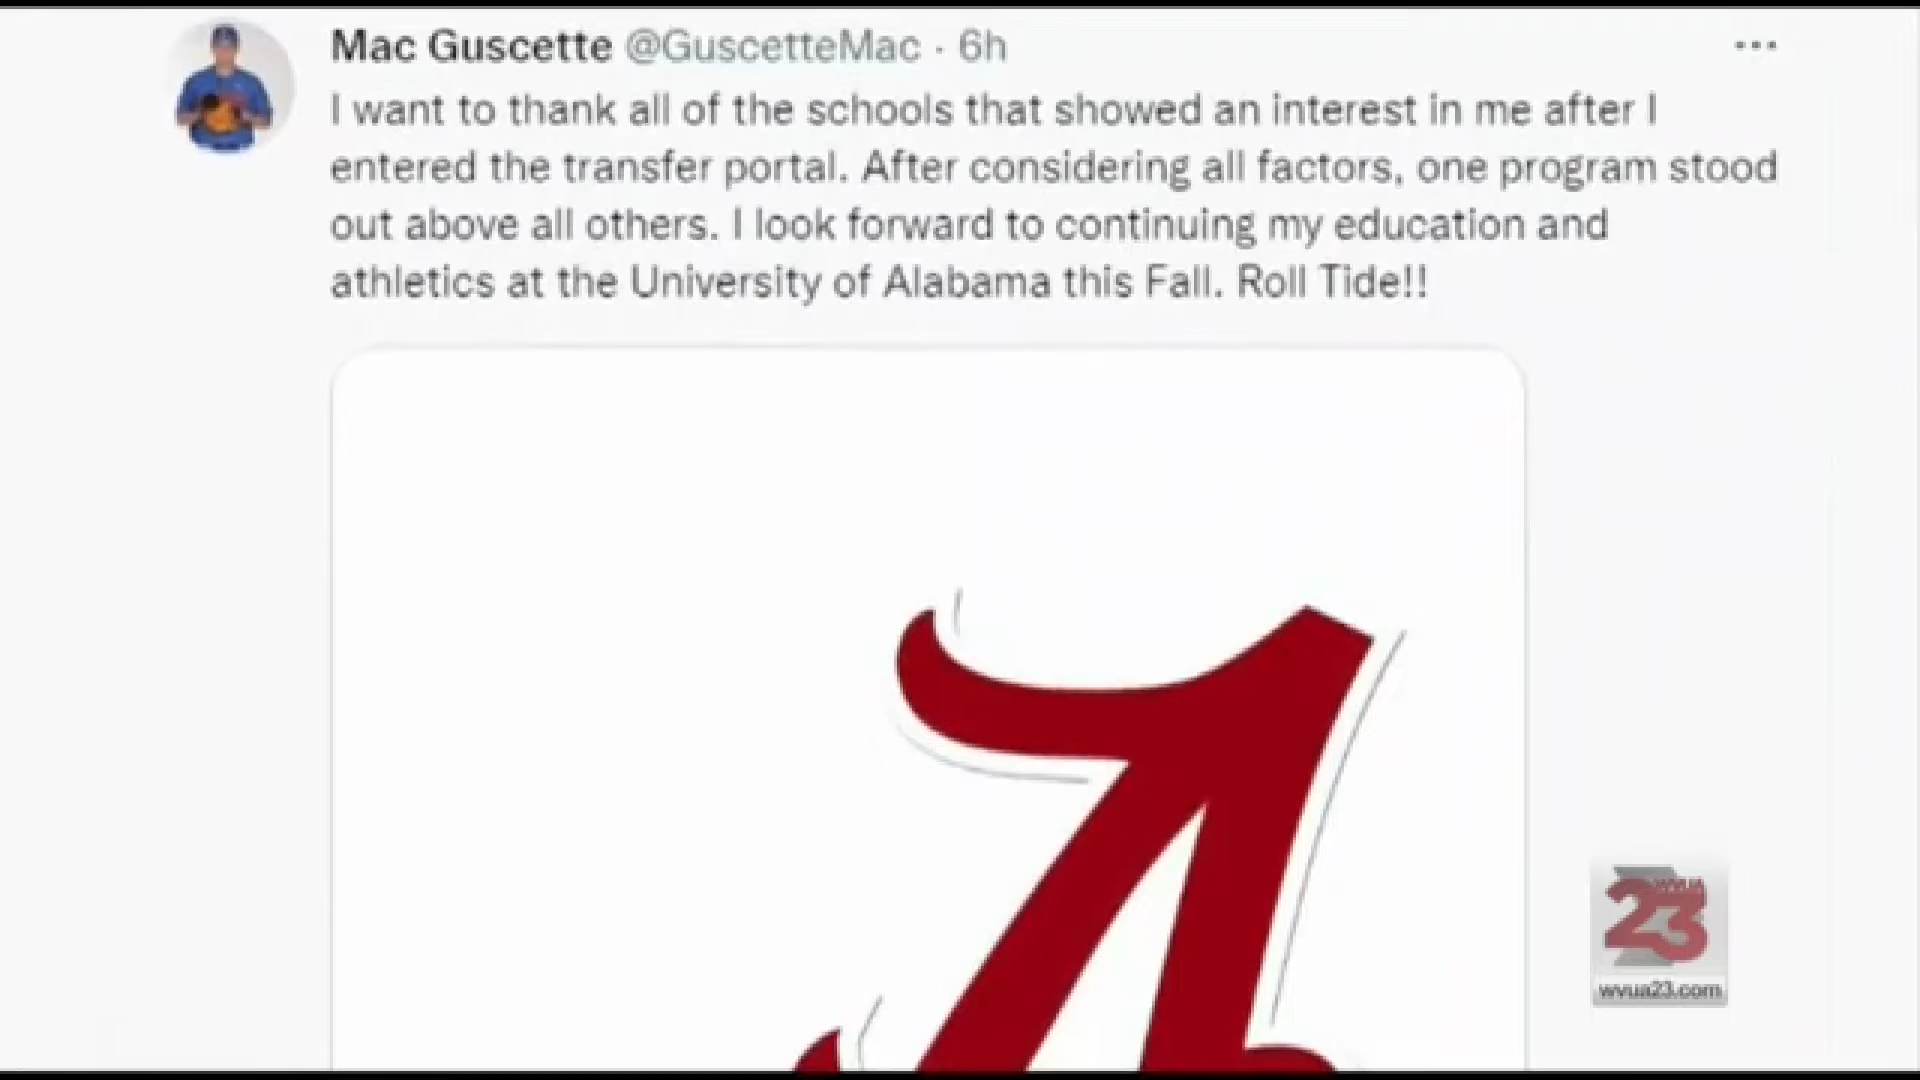 Mac Guscette @GuscetteMac · 6h ...
I want to thank all of the schools that showed an interest in me after I
entered the transfer portal. After considering all factors, one program stood
out above all others. I look forward to continuing my education and
athletics at the University of Alabama this Fall. Roll Tide!!
A
WVUA
23
wvua23.com